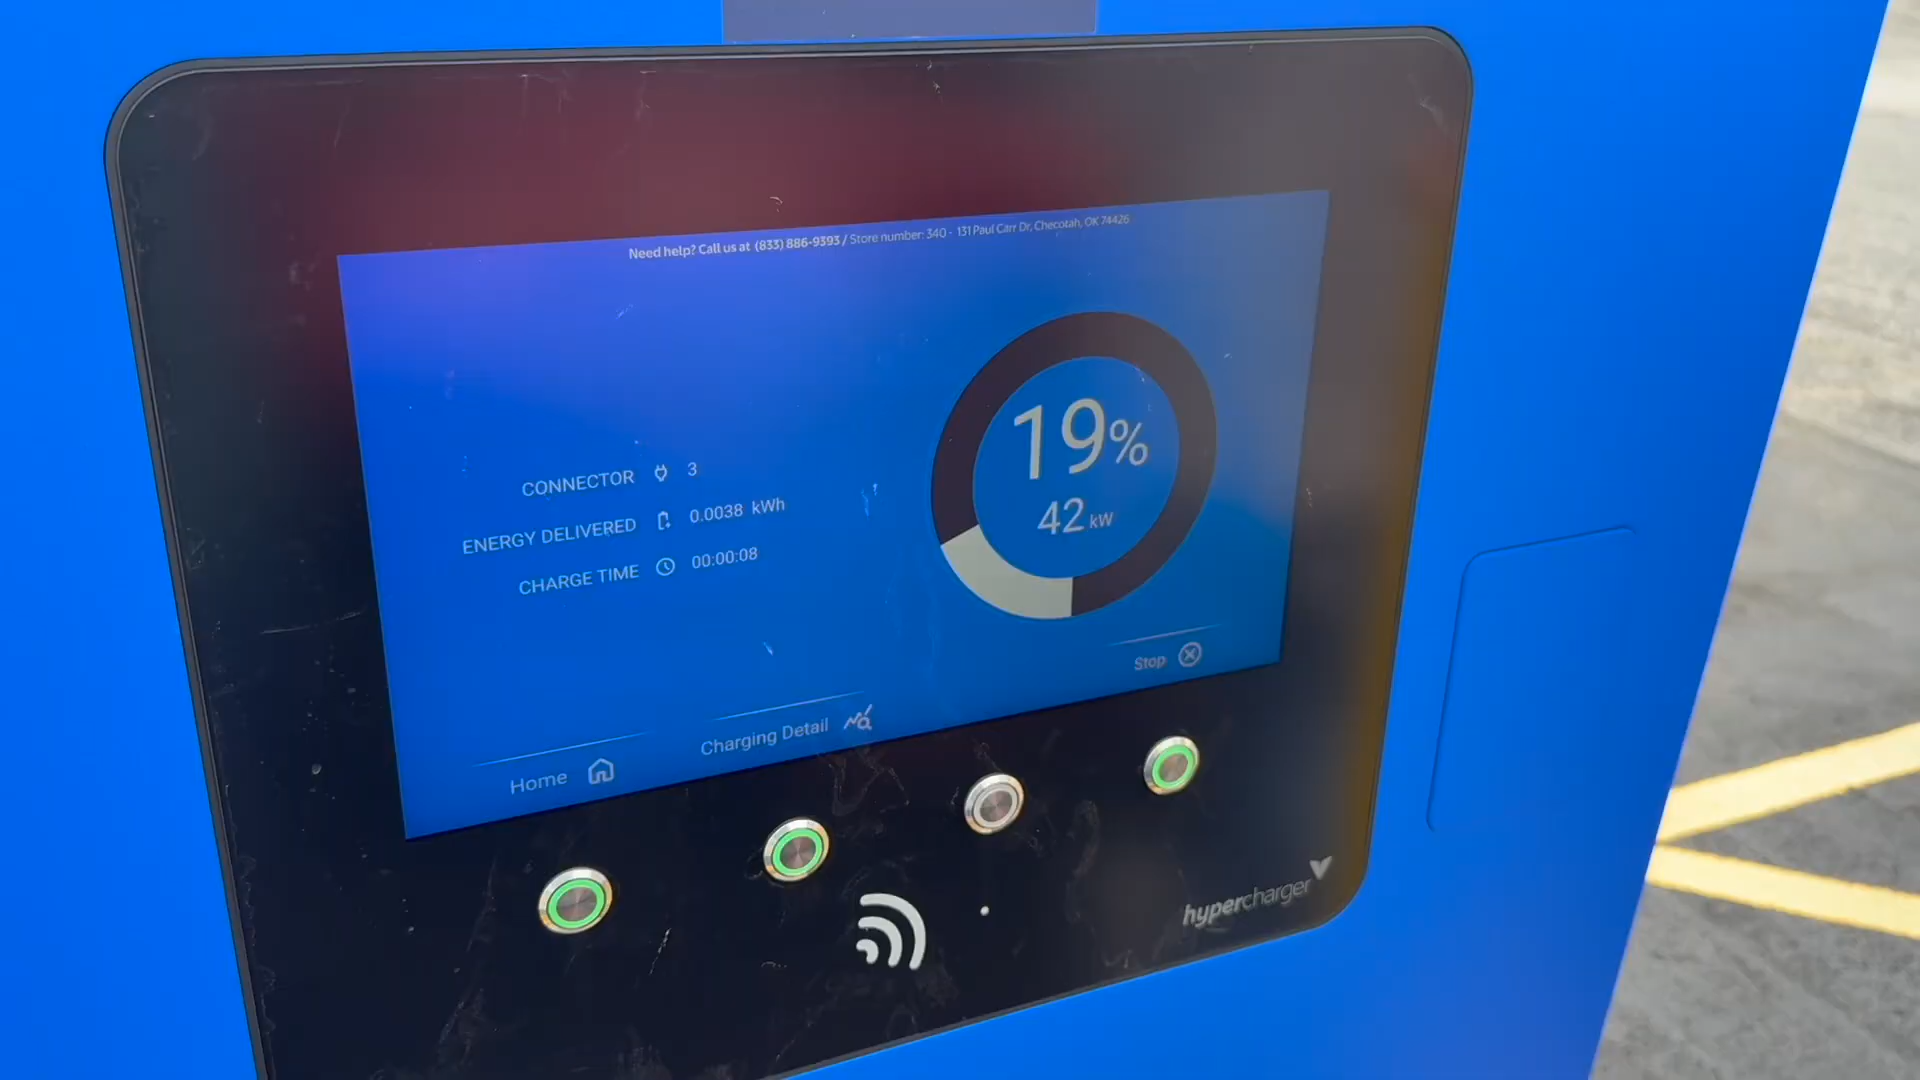 Need help? Call us at (833) 886-9393 / Store number: 340 - 131 Paul Carr Dr, Checotah, OK 74426
CONNECTOR 3
ENERGY DELIVERED 0.0038 kWh
CHARGE TIME 00:00:08
19%
42 kW
Stop
Charging Detail
Home
hypercharger